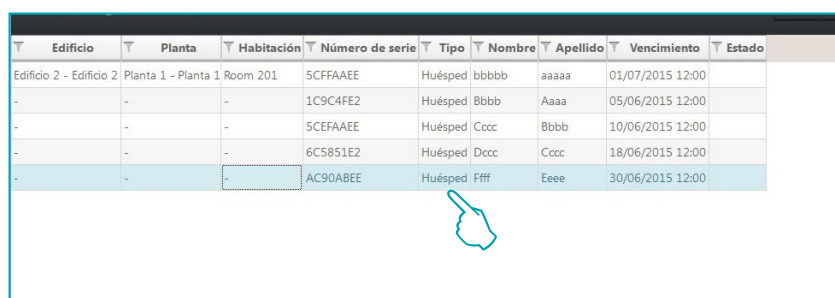 Edificio Planta Habitación Número de serie Tipo Nombre Apellido Vencimiento Estado
Edificio 2 - Edificio 2 Planta 1 - Planta 1 Room 201 5CFFAAEE Huésped bbbbb aaaaa 01/07/2015 12:00
- - - 1C9C4FE2 Huésped Bbbb Aaaa 05/06/2015 12:00
- - - 5CEFAAEE Huésped Cccc Bbbb 10/06/2015 12:00
- - - 6C5851E2 Huésped Dccc Cccc 18/06/2015 12:00
- - - AC90ABEE Huésped Ffff Eeee 30/06/2015 12:00